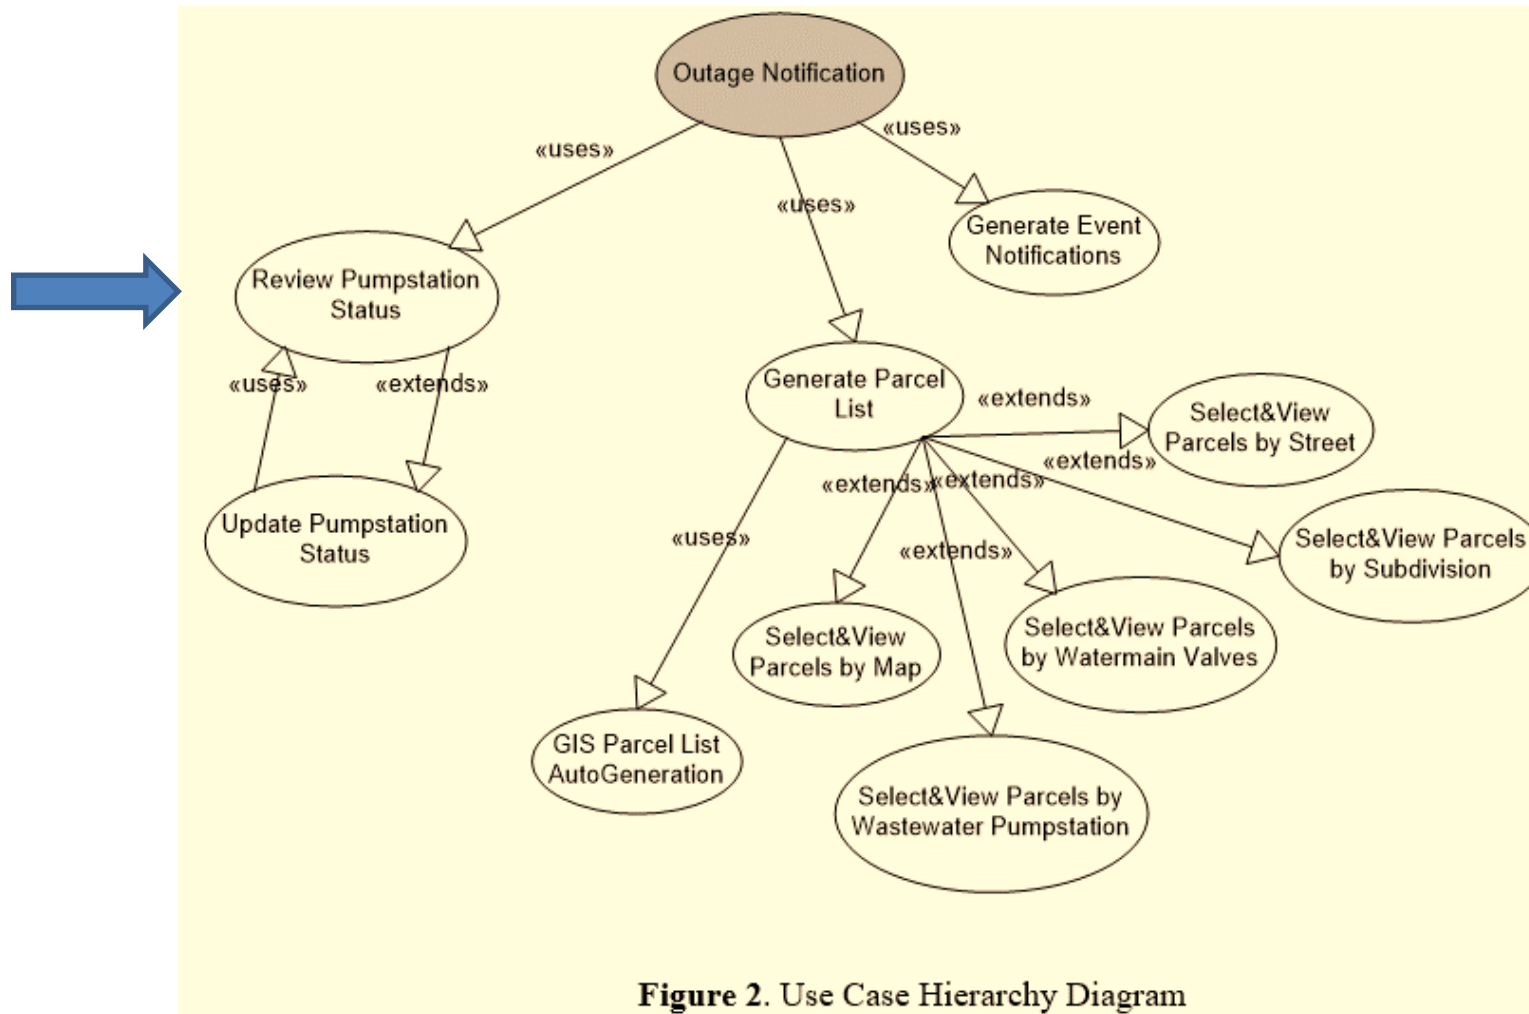 Outage Notification
«uses»
«uses»
«uses»
Generate Event
Notifications
Review Pumpstation
Status
«uses»
«extends»
Generate Parcel
List
«extends»
Select&View
Parcels by Street
«extends»
«extends»
«extends»
Update Pumpstation
Status
«uses»
«extends»
Select&View Parcels
by Subdivision
Select&View
Parcels by Map
Select&View Parcels
by Watermain Valves
GIS Parcel List
AutoGeneration
Select&View Parcels by
Wastewater Pumpstation
Figure 2. Use Case Hierarchy Diagram